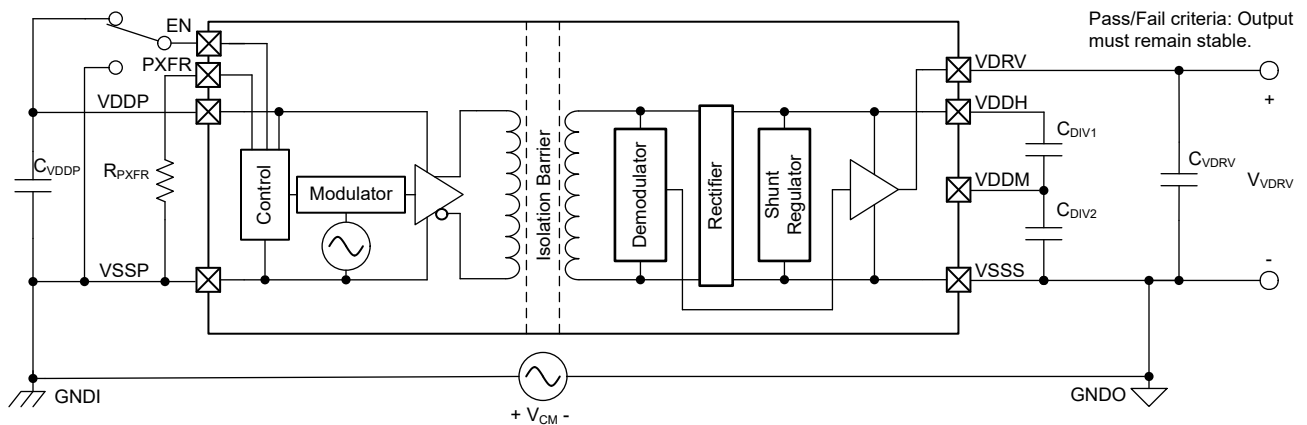 Pass/Fail criteria: Output
must remain stable.
EN
PXFR
VDDP
VSSP
CVDDP
RPXFR
Control
Modulator
Isolation Barrier
Demodulator
Rectifier
Shunt
Regulator
VDRV
VDDH
VDDM
VSSS
CDIV1
CDIV2
CVDRV
+
VVDRV
-
GNDI
+ VCM -
GNDO